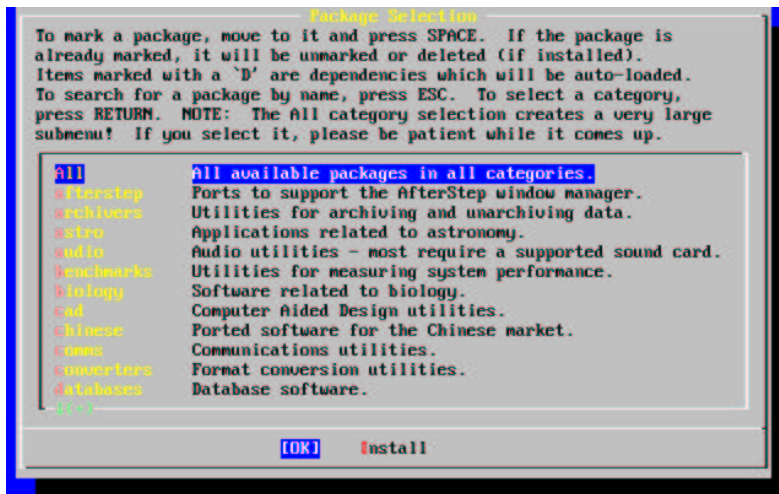 Package Selection
To mark a package, move to it and press SPACE.  If the package is
already marked, it will be unmarked or deleted (if installed).
Items marked with a `D' are dependencies which will be auto-loaded.
To search for a package by name, press ESC.  To select a category,
press RETURN.  NOTE:  The All category selection creates a very large
submenu!  If you select it, please be patient while it comes up.
All All available packages in all categories.
afterstep Ports to support the AfterStep window manager.
archivers Utilities for archiving and unarchiving data.
astro Applications related to astronomy.
audio Audio utilities - most require a supported sound card.
benchmarks Utilities for measuring system performance.
biology Software related to biology.
cad Computer Aided Design utilities.
chinese Ported software for the Chinese market.
comms Communications utilities.
converters Format conversion utilities.
databases Database software.
(+)
[OK] Install